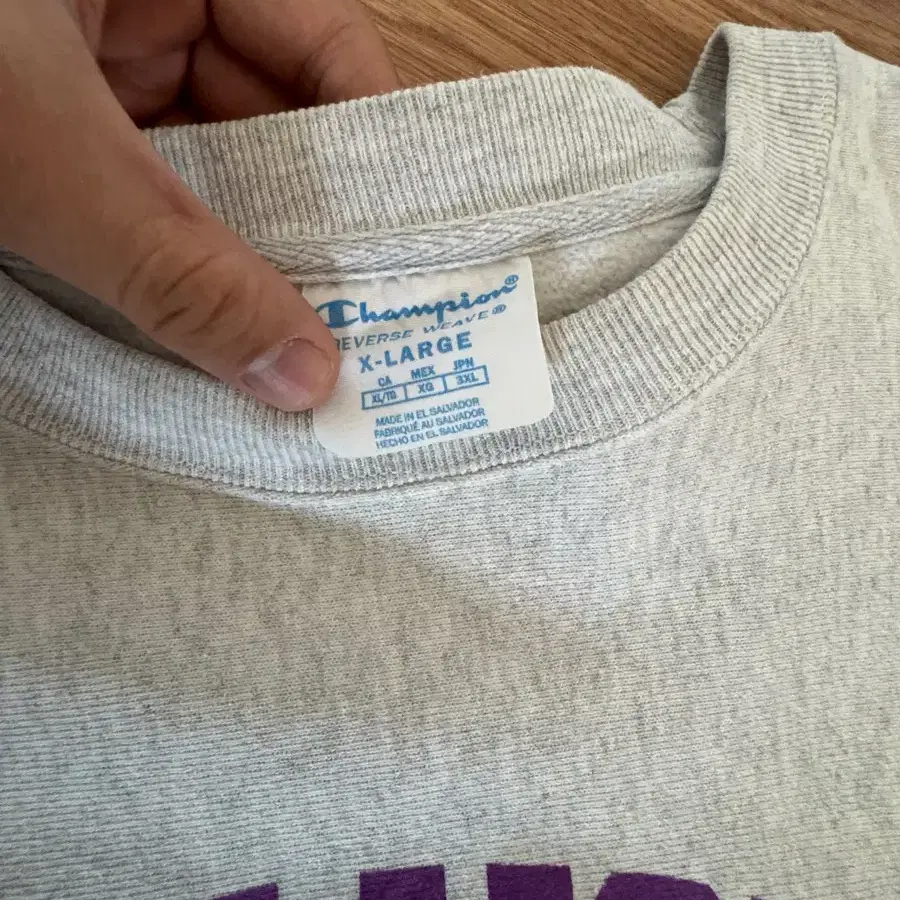 Champion®
REVERSE WEAVE®
X-LARGE
CA MEX JPN
XL/TG XG 3XL
MADE IN EL SALVADOR
FABRIQUÉ AU SALVADOR
HECHO EN EL SALVADOR